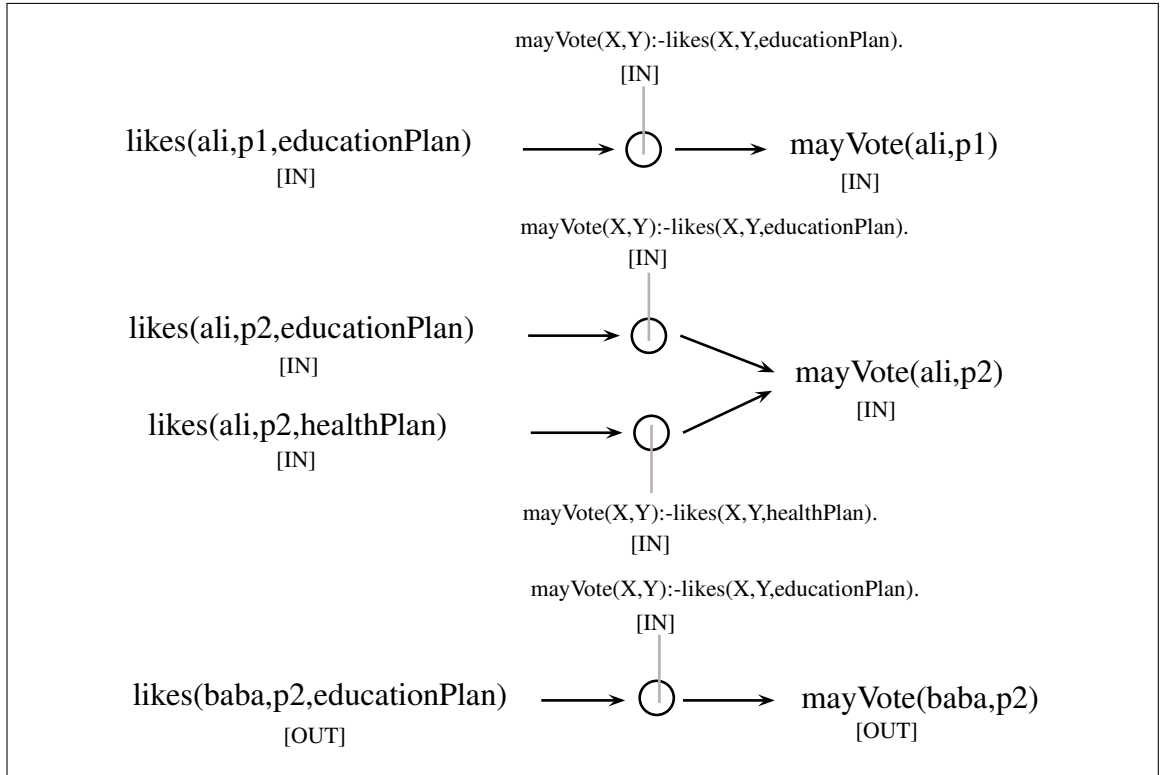 mayVote(X,Y):-likes(X,Y,educationPlan).
[IN]
likes(ali,p1,educationPlan)
[IN]
mayVote(ali,p1)
[IN]
mayVote(X,Y):-likes(X,Y,educationPlan).
[IN]
likes(ali,p2,educationPlan)
[IN]
mayVote(ali,p2)
[IN]
likes(ali,p2,healthPlan)
[IN]
mayVote(X,Y):-likes(X,Y,healthPlan).
[IN]
mayVote(X,Y):-likes(X,Y,educationPlan).
[IN]
likes(baba,p2,educationPlan)
[OUT]
mayVote(baba,p2)
[OUT]